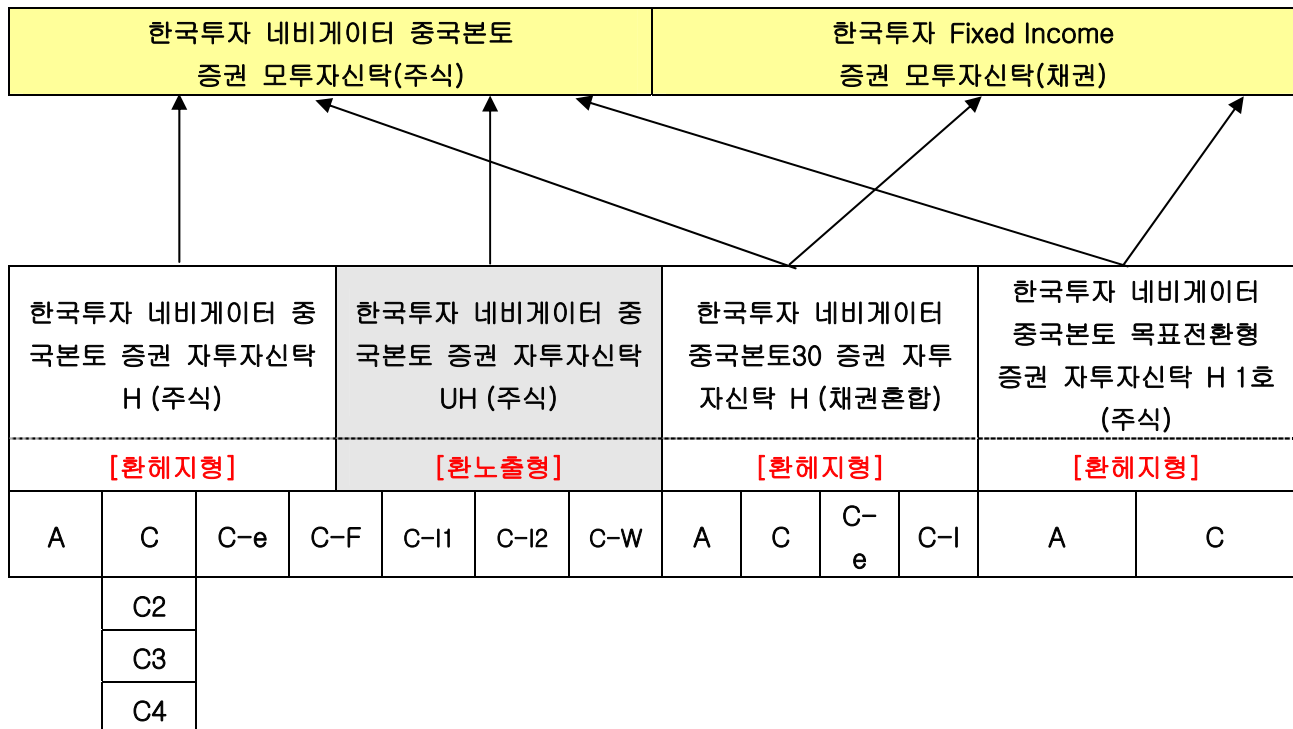 한국투자 네비게이터 중국본토
증권 모투자신탁(주식)
한국투자 Fixed Income
증권 모투자신탁(채권)
한국투자 네비게이터 중
국본토 증권 자투자신탁
H (주식)
한국투자 네비게이터 중
국본토 증권 자투자신탁
UH (주식)
한국투자 네비게이터
중국본토30 증권 자투
자신탁 H (채권혼합)
한국투자 네비게이터
중국본토 목표전환형
증권 자투자신탁 H 1호
(주식)
[환헤지형]
[환노출형]
[환헤지형]
[환헤지형]
A
C
C-e
C-F
C-I1
C-I2
C-W
A
C
C-
e
C-I
A
C
C2
C3
C4